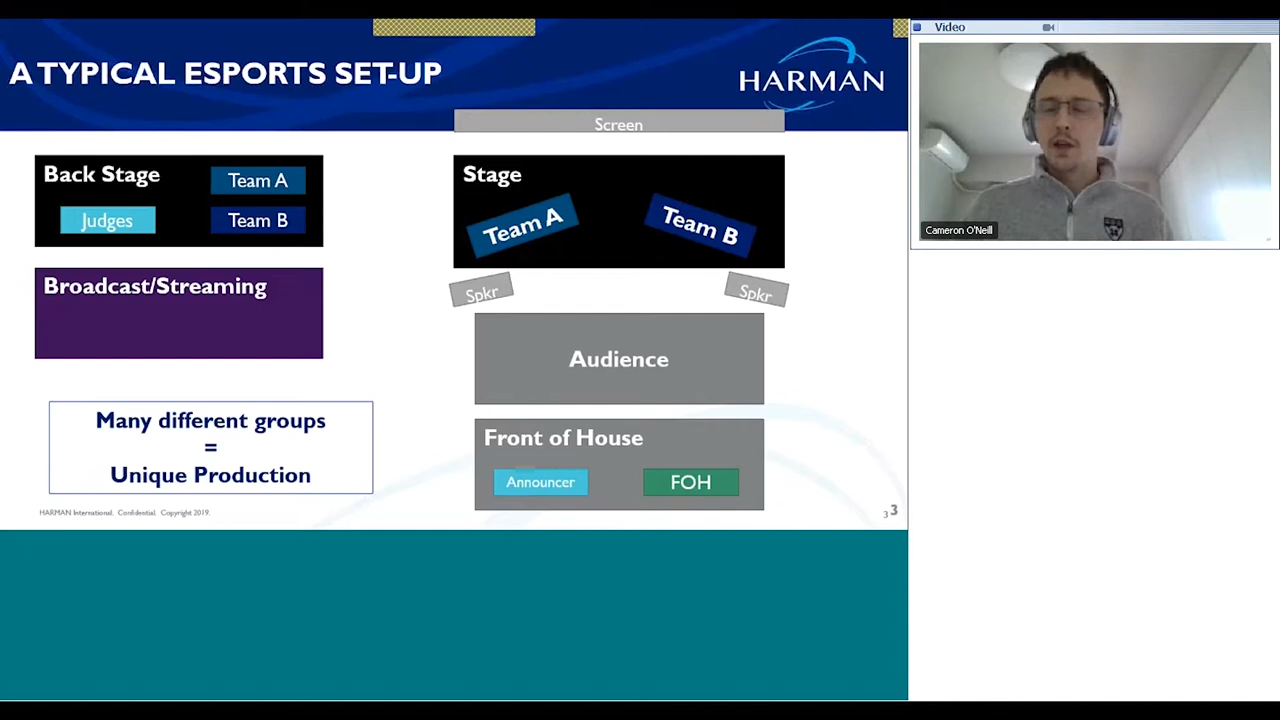 A TYPICAL ESPORTS SET-UP
HARMAN
Screen
Back Stage
Team A
Judges
Team B
Broadcast/Streaming
Many different groups
=
Unique Production
Stage
Team A
Team B
Spkr
Spkr
Audience
Front of House
Announcer
FOH
HARMAN International. Confidential. Copyright 2019.
3
3
Video
Cameron O'Neill